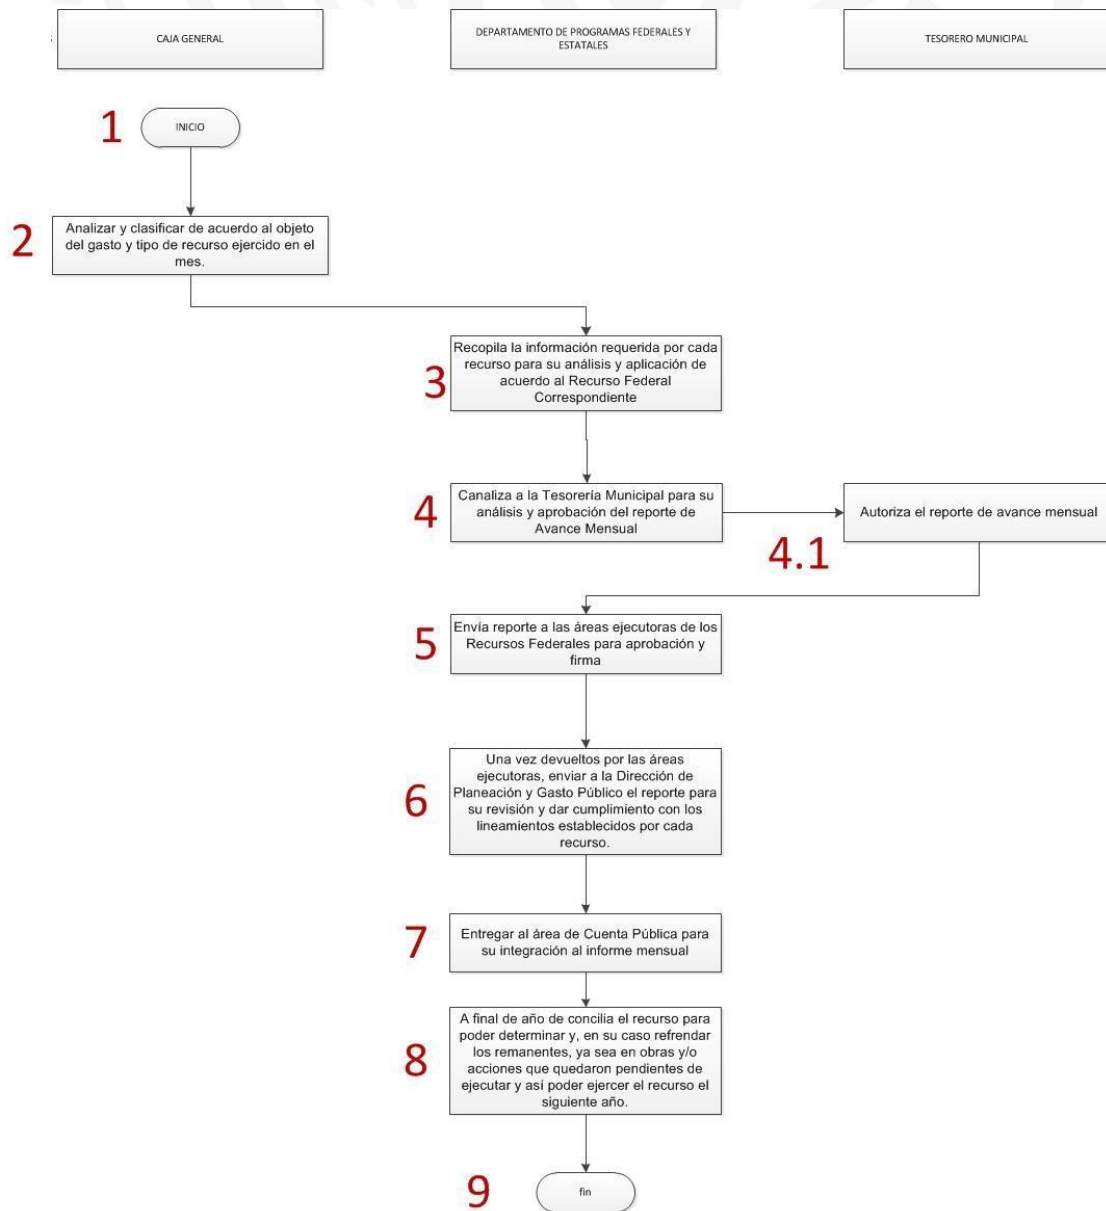 CAJA GENERAL
DEPARTAMENTO DE PROGRAMAS FEDERALES Y
ESTATALES
TESORERO MUNICIPAL
1
INICIO
2
Analizar y clasificar de acuerdo al objeto
del gasto y tipo de recurso ejercido en el
mes.
3
Recopila la información requerida por cada
recurso para su análisis y aplicación de
acuerdo al Recurso Federal
Correspondiente
4
Canaliza a la Tesorería Municipal para su
análisis y aprobación del reporte de
Avance Mensual
4.1
Autoriza el reporte de avance mensual
5
Envía reporte a las áreas ejecutoras de los
Recursos Federales para aprobación y
firma
6
Una vez devueltos por las áreas
ejecutoras, enviar a la Dirección de
Planeación y Gasto Público el reporte para
su revisión y dar cumplimiento con los
lineamientos establecidos por cada
recurso.
7
Entregar al área de Cuenta Pública para
su integración al informe mensual
8
A final de año de concilia el recurso para
poder determinar y, en su caso refrendar
los remanentes, ya sea en obras y/o
acciones que quedaron pendientes de
ejecutar y así poder ejercer el recurso el
siguiente año.
9
fin